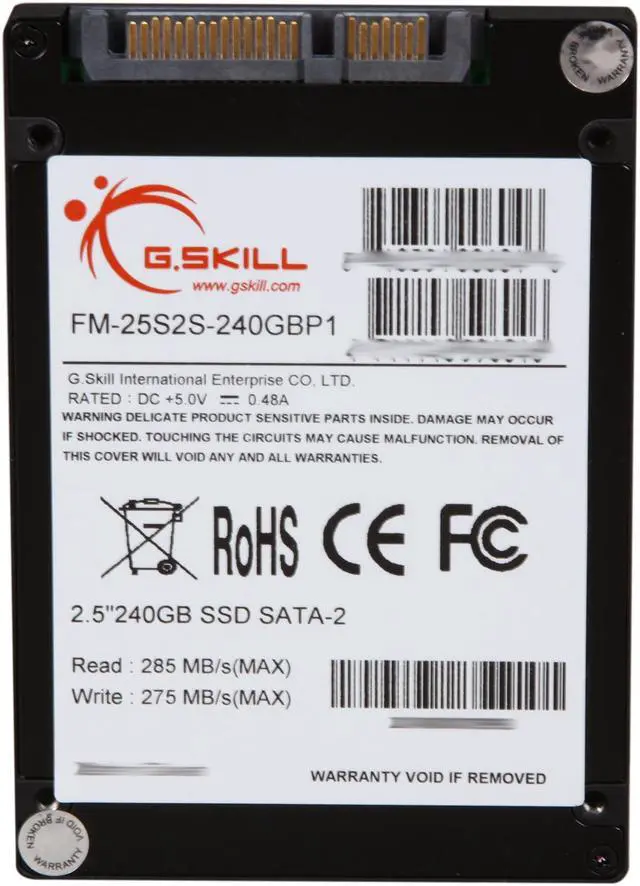 WARRANTY VOID IF BROKEN
G.SKILL
www.gskill.com
FM-25S2S-240GBP1
G.Skill International Enterprise CO, LTD.
RATED : DC +5.0V 0.48A
WARNING DELICATE PRODUCT SENSITIVE PARTS INSIDE. DAMAGE MAY OCCUR
IF SHOCKED. TOUCHING THE CIRCUITS MAY CAUSE MALFUNCTION. REMOVAL OF
THIS COVER WILL VOID ANY AND ALL WARRANTIES.
RoHS CE FC
2.5"240GB SSD SATA-2
Read : 285 MB/s(MAX)
Write : 275 MB/s(MAX)
WARRANTY VOID IF REMOVED
WARRANTY VOID IF BROKEN